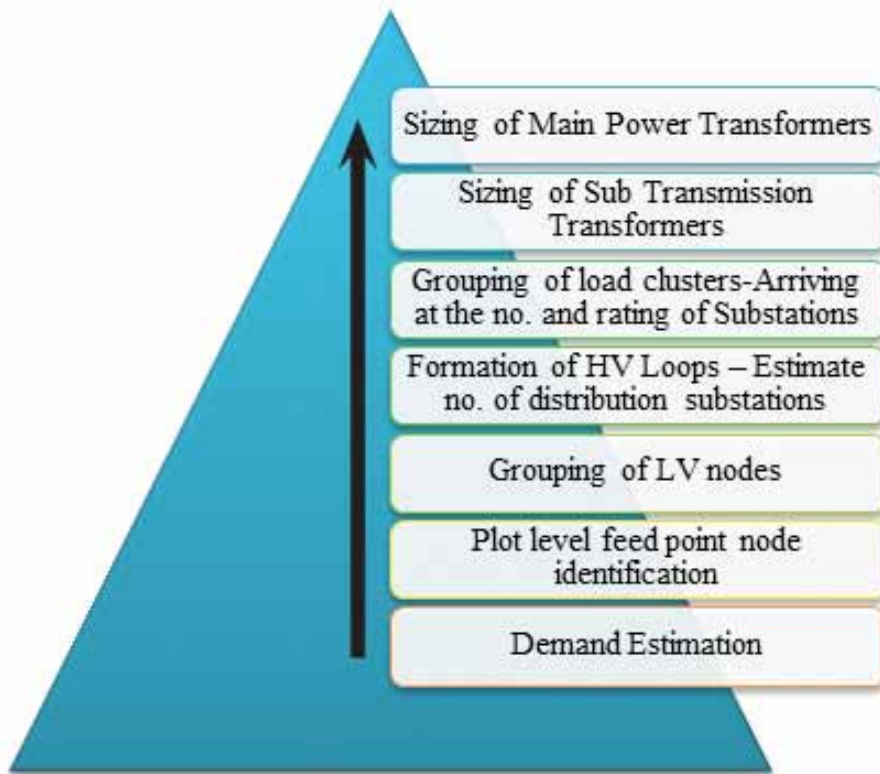 Sizing of Main Power Transformers
Sizing of Sub Transmission
Transformers
Grouping of load clusters-Arriving
at the no. and rating of Substations
Formation of HV Loops – Estimate
no. of distribution substations
Grouping of LV nodes
Plot level feed point node
identification
Demand Estimation